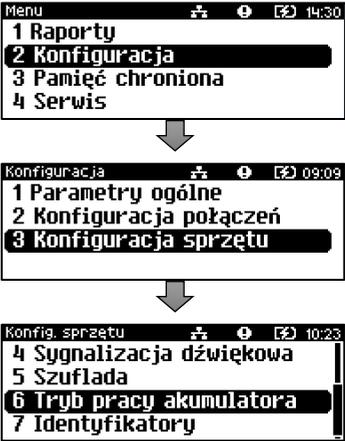 Menu 14:30
1 Raporty
2 Konfiguracja
3 Pamięć chroniona
4 Serwis
Konfiguracja 09:09
1 Parametry ogólne
2 Konfiguracja połączeń
3 Konfiguracja sprzętu
Konfig. sprzętu 10:23
4 Sygnalizacja dźwiękowa
5 Szuflada
6 Tryb pracy akumulatora
7 Identyfikatory